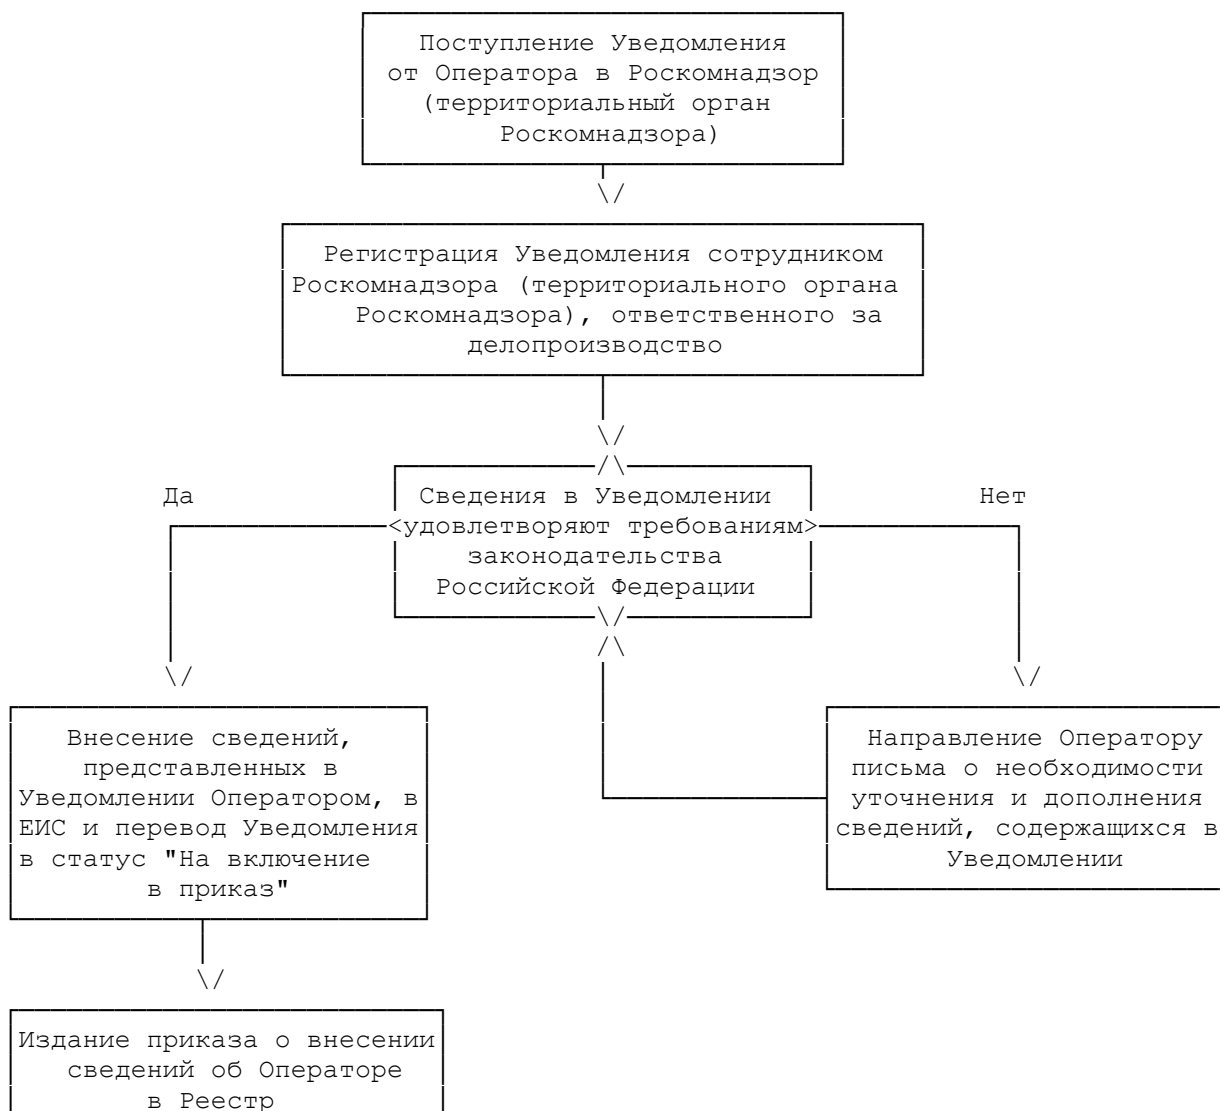 Поступление Уведомления
от Оператора в Роскомнадзор
(территориальный орган
Роскомнадзора)
Регистрация Уведомления сотрудником
Роскомнадзора (территориального органа
Роскомнадзора), ответственного за
делопроизводство
Да
Сведения в Уведомлении
Нет
<удовлетворяют требованиям>
законодательства
Российской Федерации
Внесение сведений,
представленных в
Уведомлении Оператором, в
ЕИС и перевод Уведомления
в статус "На включение
в приказ"
Направление Оператору
письма о необходимости
уточнения и дополнения
сведений, содержащихся в
Уведомлении
Издание приказа о внесении
сведений об Операторе
в Реестр